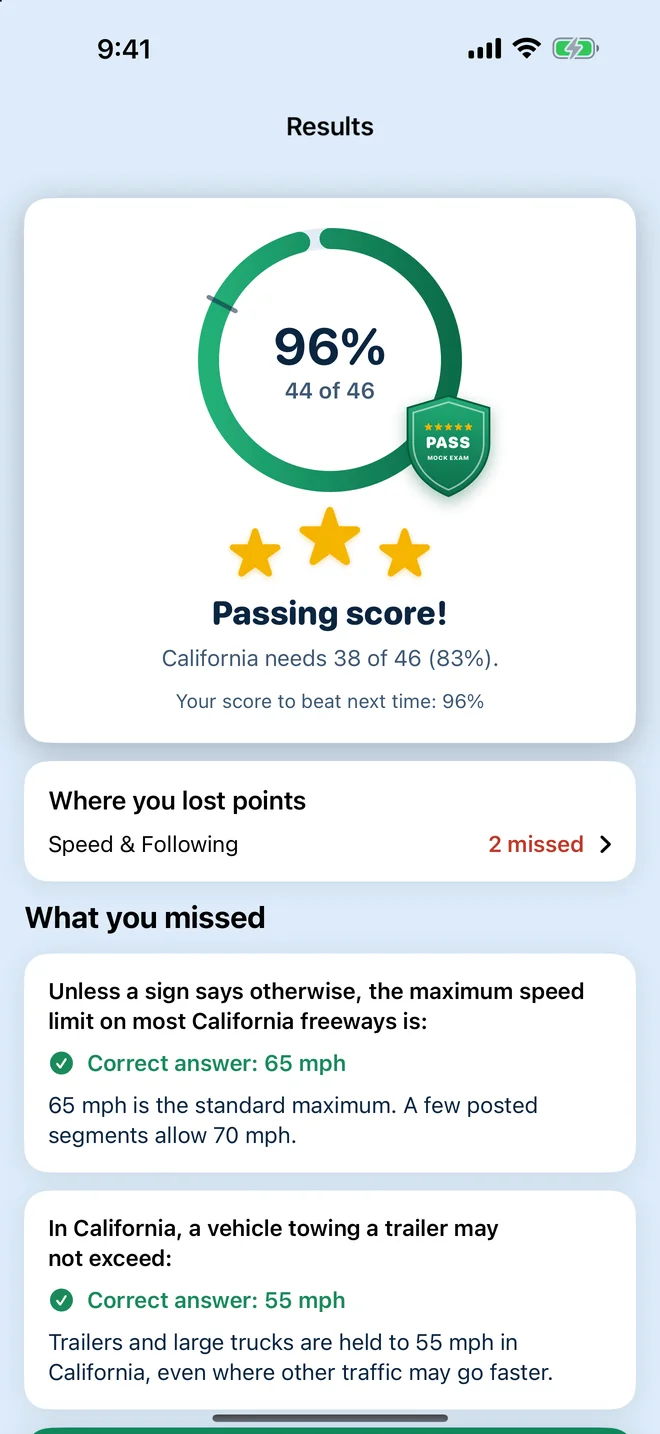 9:41
Results
96%
44 of 46
PASS
MOCK EXAM
Passing score!
California needs 38 of 46 (83%).
Your score to beat next time: 96%
Where you lost points
Speed & Following
2 missed
What you missed
Unless a sign says otherwise, the maximum speed
limit on most California freeways is:
Correct answer: 65 mph
65 mph is the standard maximum. A few posted
segments allow 70 mph.
In California, a vehicle towing a trailer may
not exceed:
Correct answer: 55 mph
Trailers and large trucks are held to 55 mph in
California, even where other traffic may go faster.